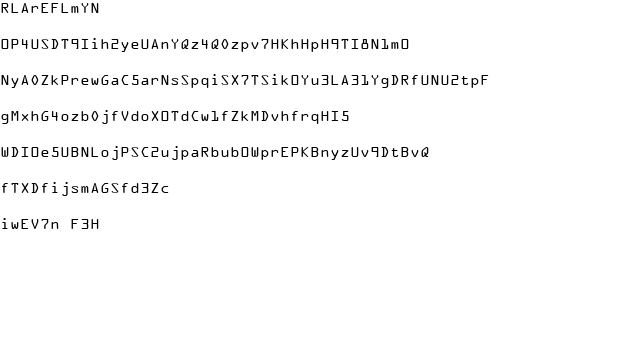 RLArEFLmYN
OP4USDT9Iih2yeUAnYQz4Q0zpv7HKhHpH9TI8N1mO
NyA0ZkPrewGaC5arNsSpqiSX7TSikOYu3LA31YgDRfUNU2tpF
gMxhG4ozb0jfVdoXOTdCw1fZkMDvhfrqHI5
WDIOe5UBNLojPSC2ujpaRbubOWprEPKBnyzUv9DtBvQ
fTXDfijsmAGSfd3Zc
iwEV7n F3H